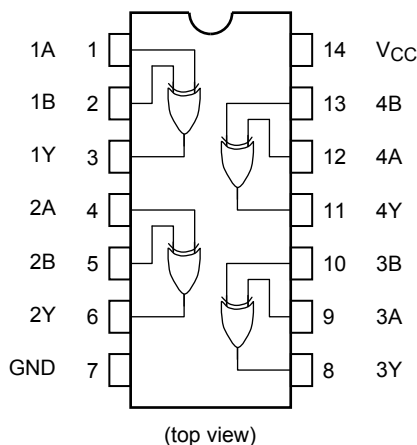 1A 1 14 VCC
1B 2 13 4B
1Y 3 12 4A
2A 4 11 4Y
2B 5 10 3B
2Y 6 9 3A
GND 7 8 3Y
(top view)